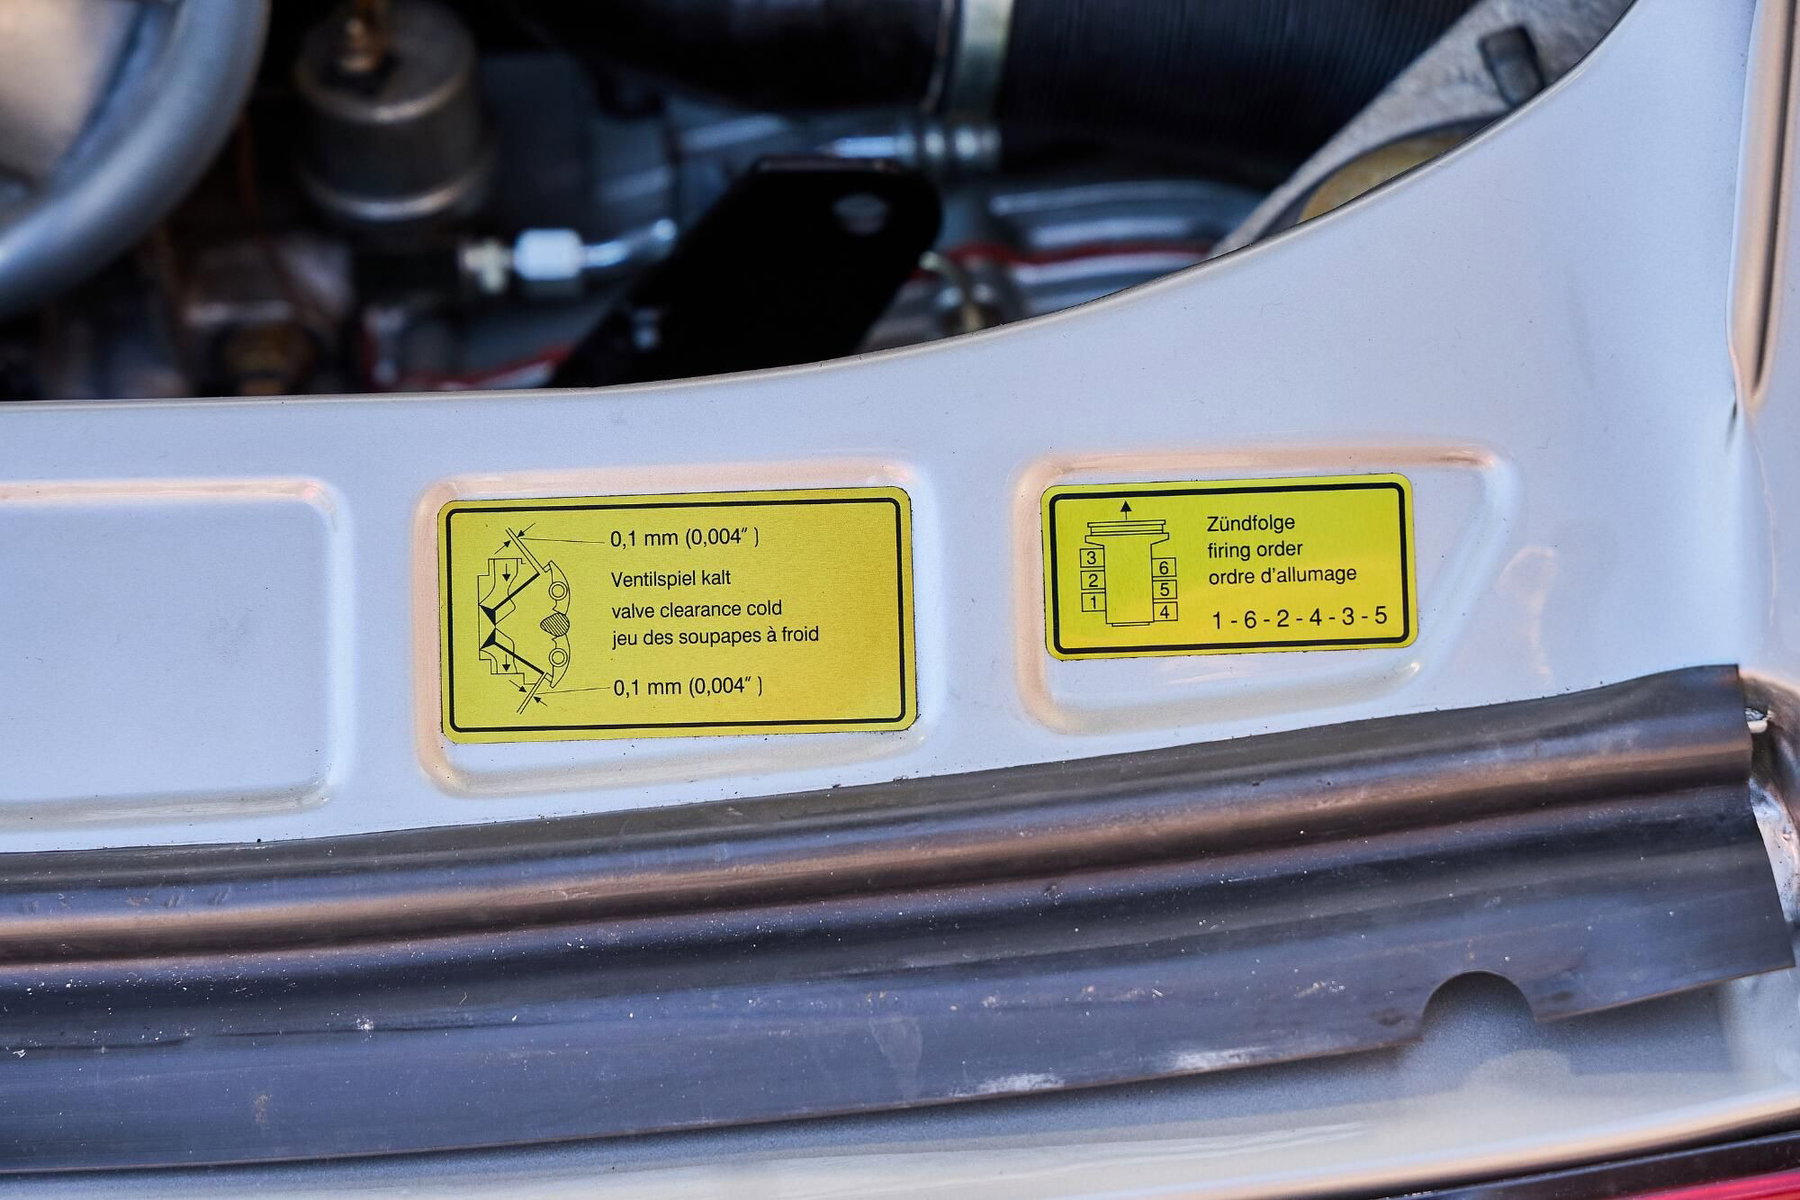 0,1 mm (0,004" )
Ventilspiel kalt
valve clearance cold
jeu des soupapes à froid
0,1 mm (0,004" )
Zündfolge
firing order
ordre d'allumage
1 - 6 - 2 - 4 - 3 - 5
3
2
1
6
5
4